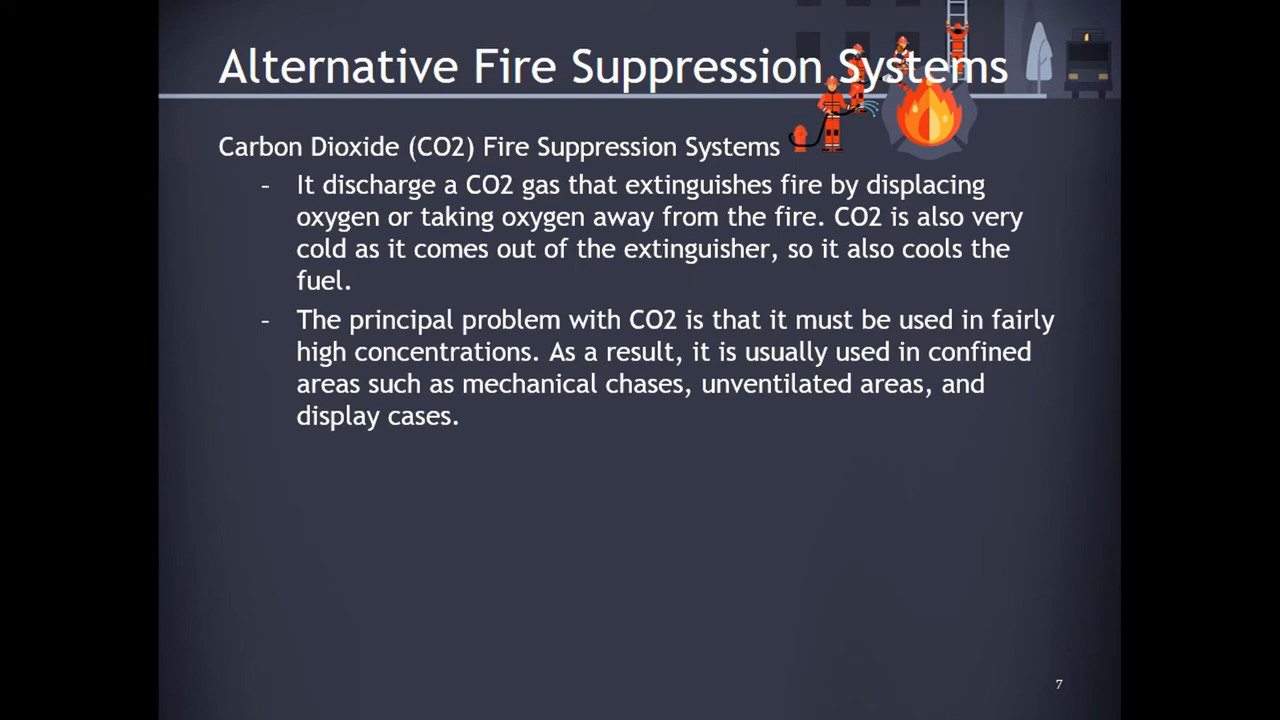 Alternative Fire Suppression Systems
Carbon Dioxide (CO2) Fire Suppression Systems
- It discharge a CO2 gas that extinguishes fire by displacing
oxygen or taking oxygen away from the fire. CO2 is also very
cold as it comes out of the extinguisher, so it also cools the
fuel.
- The principal problem with CO2 is that it must be used in fairly
high concentrations. As a result, it is usually used in confined
areas such as mechanical chases, unventilated areas, and
display cases.
7